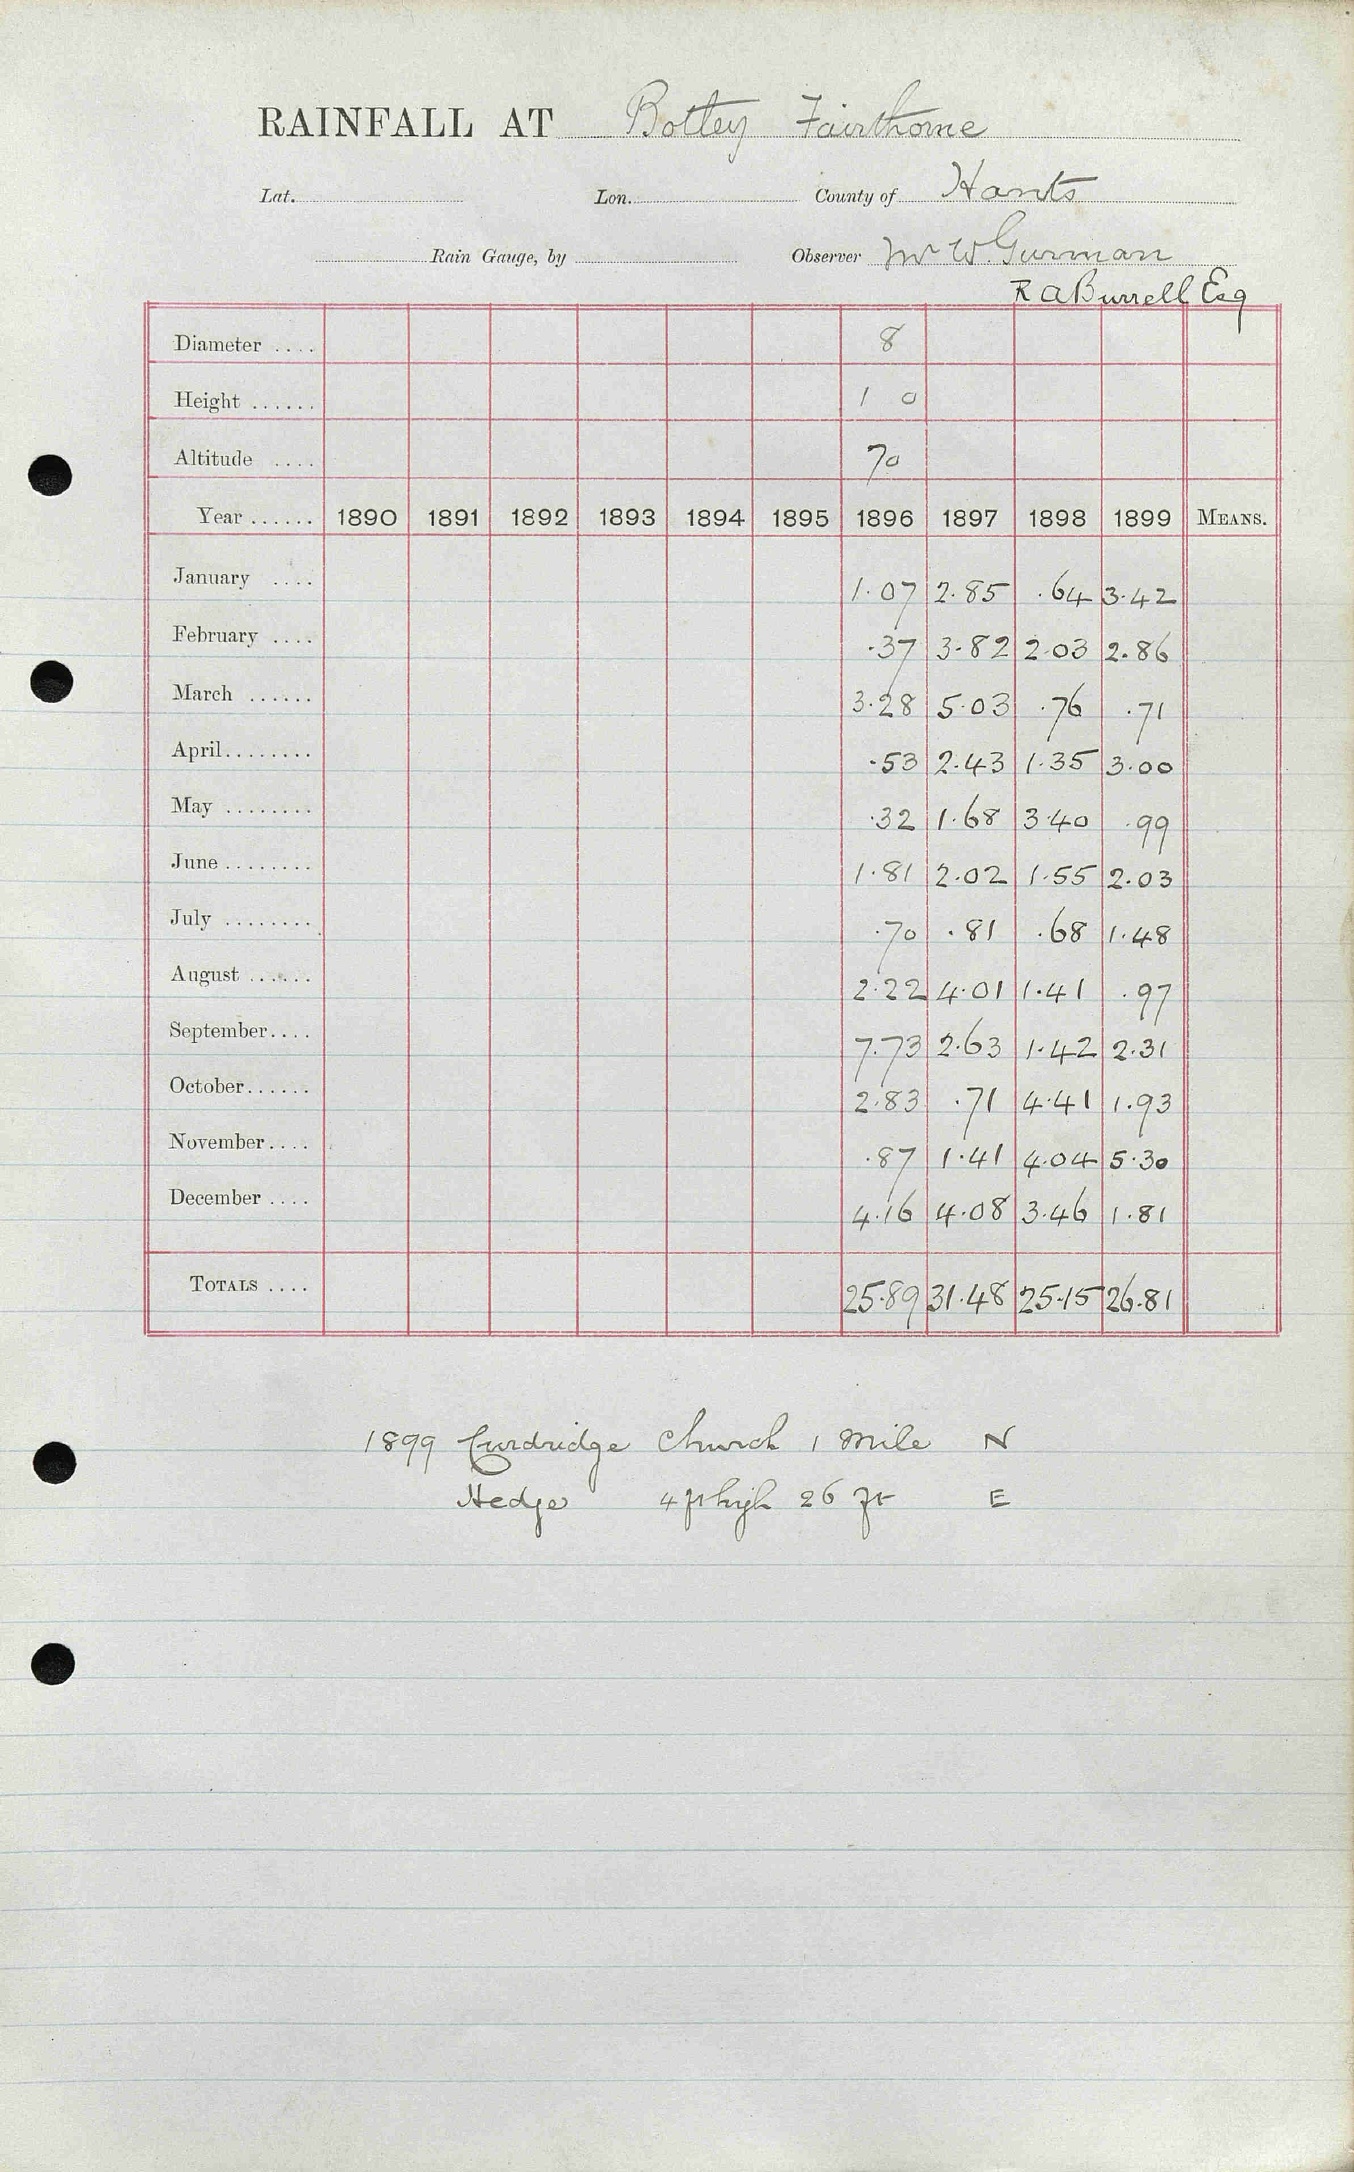 RAINFALL AT Botley Fairthorne
Lat. Lon. County of Hants
Rain Gauge, by Observer Mr W. Gurman
R A Burrell Esq
Diameter .... 8
Height ...... 1 0
Altitude .... 70
Year ...... 1890 1891 1892 1893 1894 1895 1896 1897 1898 1899 MEANS.
January .... 1.07 2.85 .64 3.42
February .... .37 3.82 2.03 2.86
March ...... 3.28 5.03 .76 .71
April........ .53 2.43 1.35 3.00
May ........ .32 1.68 3.40 .99
June ........ 1.81 2.02 1.55 2.03
July ........ .70 .81 .68 1.48
August ...... 2.22 4.01 1.41 .97
September.... 7.73 2.63 1.42 2.31
October...... 2.83 .71 4.41 1.93
November.... .87 1.41 4.04 5.30
December .... 4.16 4.08 3.46 1.81
TOTALS .... 25.89 31.48 25.15 26.81
1899 Curdridge Church 1 mile N
Hedge 4 ft high 26 ft E